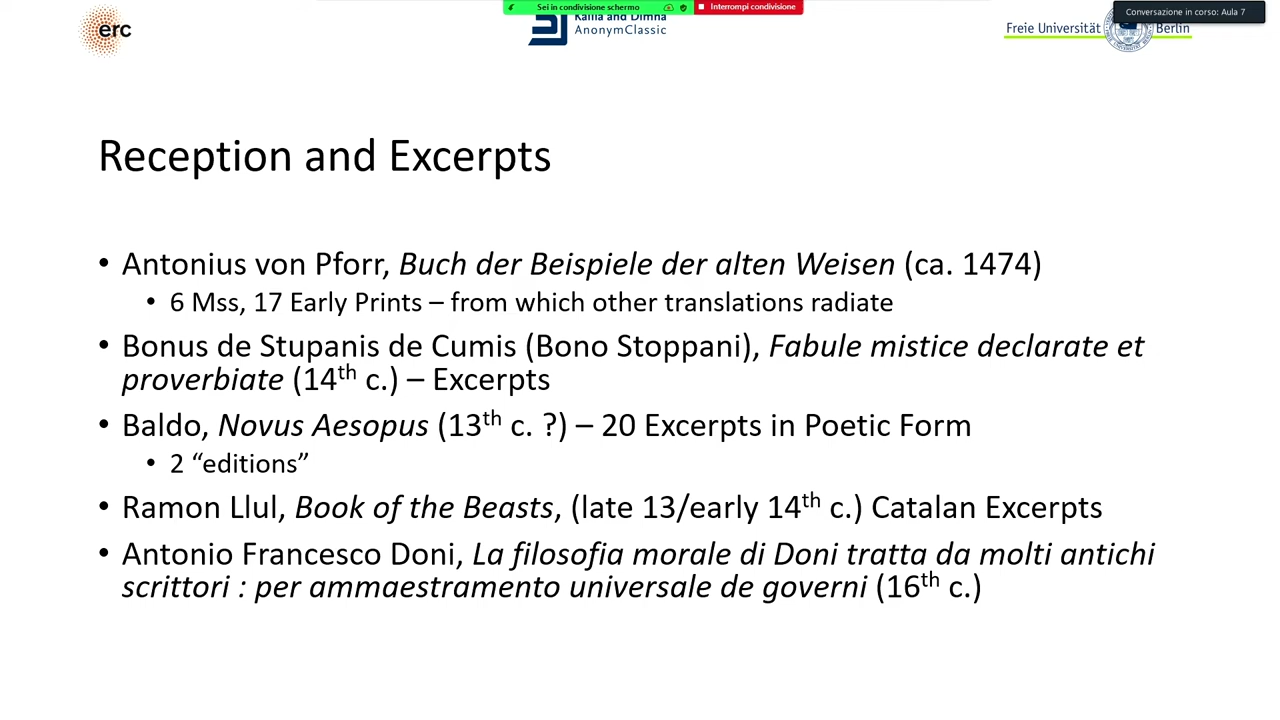 Sei in condivisione schermo
Interrompi condivisione
Conversazione in corso: Aula 7
erc
Kalila and Dimna
AnonymClassic
Freie Universität Berlin
Reception and Excerpts
• Antonius von Pforr, Buch der Beispiele der alten Weisen (ca. 1474)
• 6 Mss, 17 Early Prints – from which other translations radiate
• Bonus de Stupanis de Cumis (Bono Stoppani), Fabule mistice declarate et
proverbiate (14th c.) – Excerpts
• Baldo, Novus Aesopus (13th c. ?) – 20 Excerpts in Poetic Form
• 2 “editions”
• Ramon Llul, Book of the Beasts, (late 13/early 14th c.) Catalan Excerpts
• Antonio Francesco Doni, La filosofia morale di Doni tratta da molti antichi
scrittori : per ammaestramento universale de governi (16th c.)